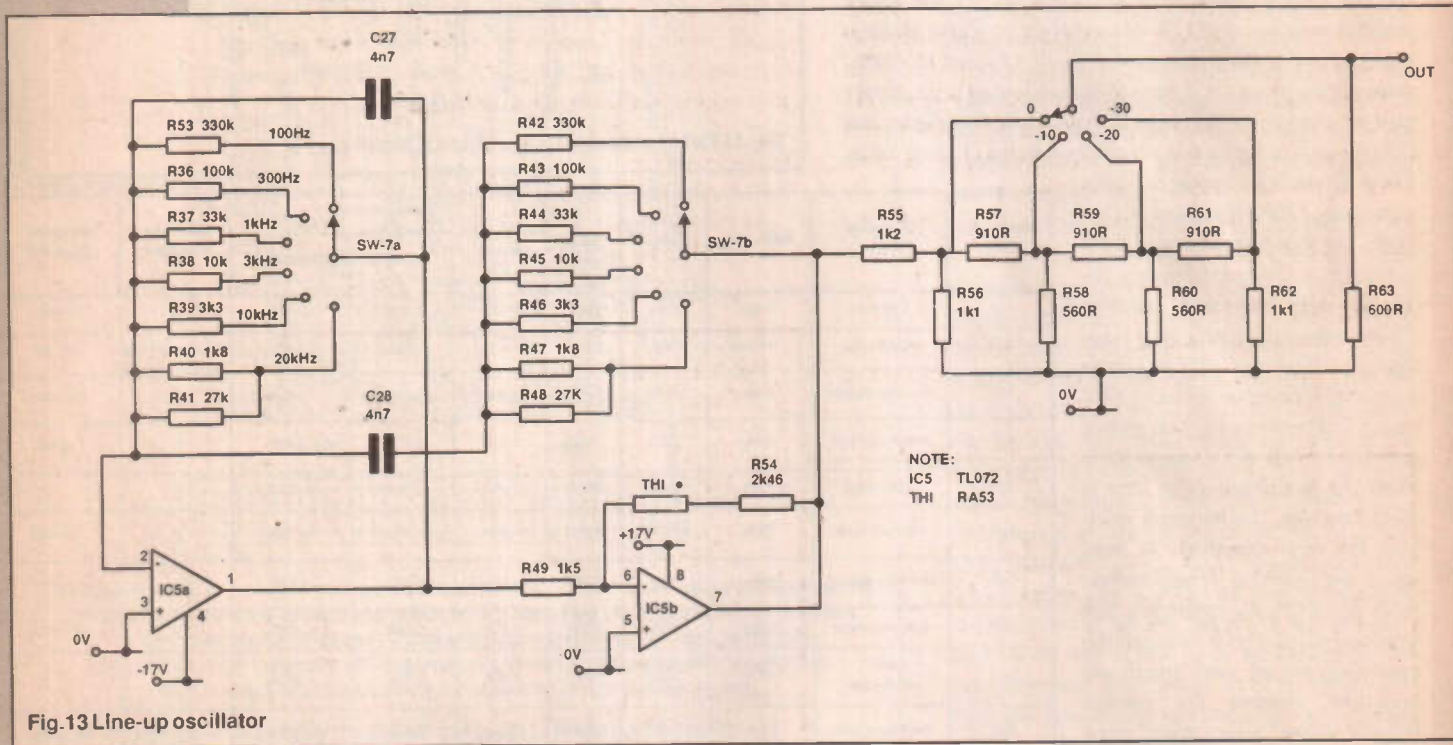 C27
4n7
R53 330k
100Hz
R36 100k
300Hz
R37 33k
1kHz
R38 10k
3kHz
R39 3k3
10kHz
R40 1k8
20kHz
R41 27k
SW-7a
C28
4n7
R42 330k
R43 100k
R44 33k
R45 10k
R46 3k3
R47 1k8
R48 27K
SW-7b
0
-10
-20
-30
OUT
R55
1k2
R57
910R
R59
910R
R61
910R
R56
1k1
R58
560R
R60
560R
R62
1k1
R63
600R
0V
THI
R54
2k46
NOTE:
IC5 TL072
THI RA53
2
-
3
+
IC5a
1
4
0V
-17V
R49 1k5
+17V
6
-
5
+
IC5b
8
7
0V
Fig.13 Line-up oscillator